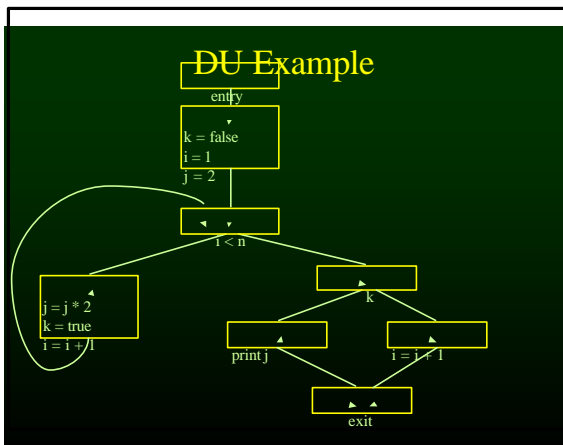 DU Example
entry
k = false
i = 1
j = 2
i < n
j = j * 2
k = true
i = i + 1
k
print j
i = i + 1
exit